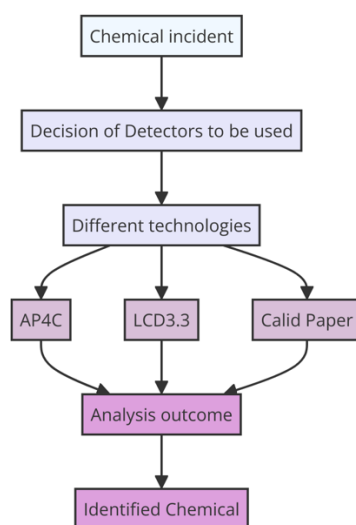 Chemical incident
Decision of Detectors to be used
Different technologies
AP4C
LCD3.3
Calid Paper
Analysis outcome
Identified Chemical